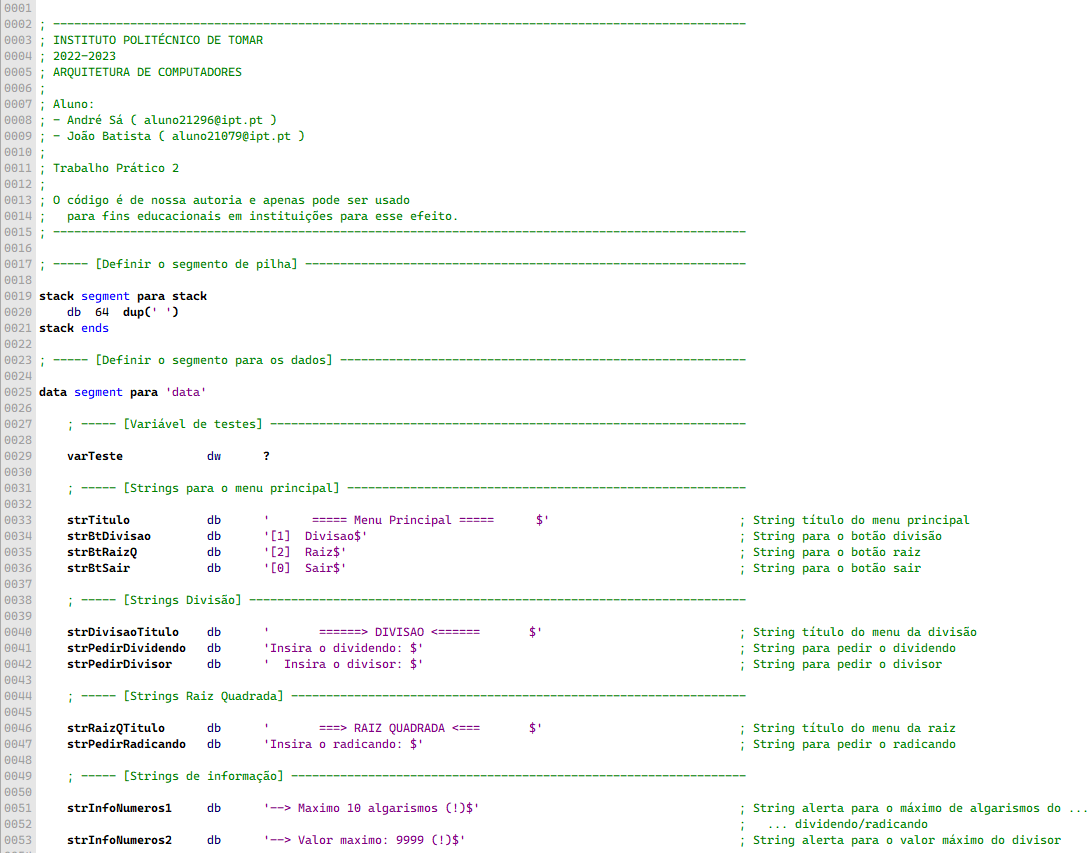 0001
0002 ; ---------------------------------------------------------------------------------------------------
0003 ; INSTITUTO POLITÉCNICO DE TOMAR
0004 ; 2022-2023
0005 ; ARQUITETURA DE COMPUTADORES
0006 ;
0007 ; Aluno:
0008 ; - André Sá ( aluno21296@ipt.pt )
0009 ; - João Batista ( aluno21079@ipt.pt )
0010 ;
0011 ; Trabalho Prático 2
0012 ;
0013 ; O código é de nossa autoria e apenas pode ser usado
0014 ;   para fins educacionais em instituições para esse efeito.
0015 ; ---------------------------------------------------------------------------------------------------
0016
0017 ; ----- [Definir o segmento de pilha] ---------------------------------------------------------------
0018
0019 stack segment para stack
0020     db  64  dup(' ')
0021 stack ends
0022
0023 ; ----- [Definir o segmento para os dados] ----------------------------------------------------------
0024
0025 data segment para 'data'
0026
0027     ; ----- [Variável de testes] --------------------------------------------------------------------
0028
0029     varTeste            dw      ?
0030
0031     ; ----- [Strings para o menu principal] ---------------------------------------------------------
0032
0033     strTitulo           db      '      ===== Menu Principal =====      $'                           ; String título do menu principal
0034     strBtDivisao        db      '[1]  Divisao$'                                                     ; String para o botão divisão
0035     strBtRaizQ          db      '[2]  Raiz$'                                                        ; String para o botão raiz
0036     strBtSair           db      '[0]  Sair$'                                                        ; String para o botão sair
0037
0038     ; ----- [Strings Divisão] -----------------------------------------------------------------------
0039
0040     strDivisaoTitulo    db      '       ======> DIVISAO <======       $'                            ; String título do menu da divisão
0041     strPedirDividendo   db      'Insira o dividendo: $'                                             ; String para pedir o dividendo
0042     strPedirDivisor     db      '  Insira o divisor: $'                                             ; String para pedir o divisor
0043
0044     ; ----- [Strings Raiz Quadrada] -----------------------------------------------------------------
0045
0046     strRaizQTitulo      db      '       ===> RAIZ QUADRADA <===       $'                            ; String título do menu da raiz
0047     strPedirRadicando   db      'Insira o radicando: $'                                             ; String para pedir o radicando
0048
0049     ; ----- [Strings de informação] -----------------------------------------------------------------
0050
0051     strInfoNumeros1     db      '--> Maximo 10 algarismos (!)$'                                     ; String alerta para o máximo de algarismos do ...
0052                                                                                                     ;   ... dividendo/radicando
0053     strInfoNumeros2     db      '--> Valor maximo: 9999 (!)$'                                       ; String alerta para o valor máximo do divisor